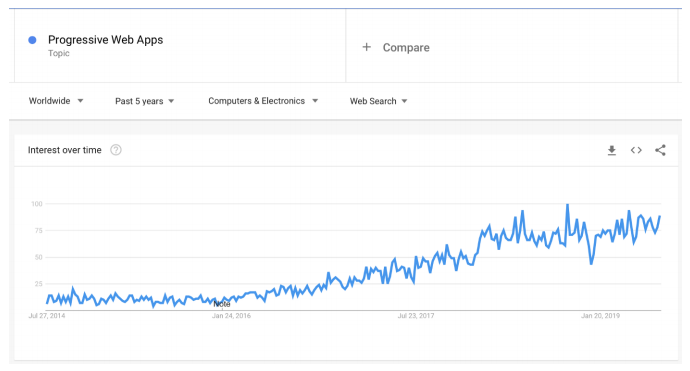 Progressive Web Apps
Topic
+ Compare
Worldwide Past 5 years Computers & Electronics Web Search
Interest over time ?
100
75
50
25
Note
Jul 27, 2014 Jan 24, 2016 Jul 23, 2017 Jan 20, 2019